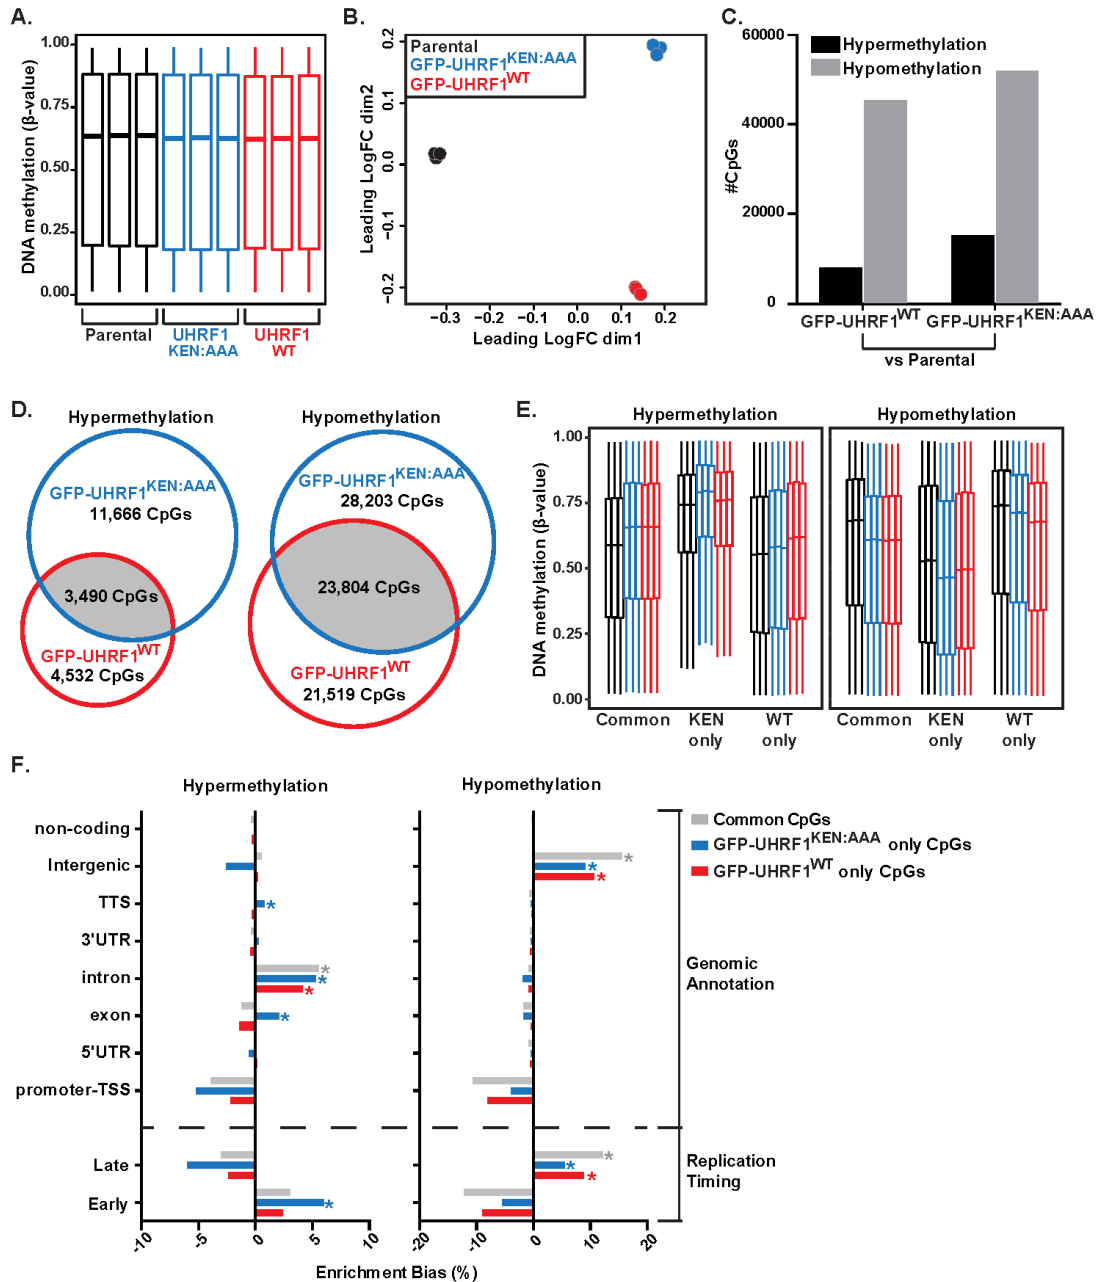 A.
DNA methylation (β-value)
1.00
0.75
0.50
0.25
0.00
Parental
UHRF1
KEN:AAA
UHRF1
WT
B.
Parental
GFP-UHRF1KEN:AAA
GFP-UHRF1WT
Leading LogFC dim2
0.2
0.1
0.0
-0.1
-0.2
-0.3
-0.2
-0.1
0.0
0.1
0.2
Leading LogFC dim1
C.
Hypermethylation
Hypomethylation
#CpGs
60000
40000
20000
0
GFP-UHRF1WT
GFP-UHRF1KEN:AAA
vs Parental
D.
Hypermethylation
GFP-UHRF1KEN:AAA
11,666 CpGs
3,490 CpGs
GFP-UHRF1WT
4,532 CpGs
Hypomethylation
GFP-UHRF1KEN:AAA
28,203 CpGs
23,804 CpGs
GFP-UHRF1WT
21,519 CpGs
E.
Hypermethylation
Hypomethylation
DNA methylation (β-value)
1.00
0.75
0.50
0.25
0.00
Common
KEN
only
WT
only
Common
KEN
only
WT
only
F.
Hypermethylation
Hypomethylation
non-coding
Intergenic
TTS
3'UTR
intron
exon
5'UTR
promoter-TSS
Late
Early
* * * * * * *
* * * * * *
-10
-5
0
5
10
-20
-10
0
10
20
Enrichment Bias (%)
Common CpGs
GFP-UHRF1KEN:AAA only CpGs
GFP-UHRF1WT only CpGs
Genomic
Annotation
Replication
Timing